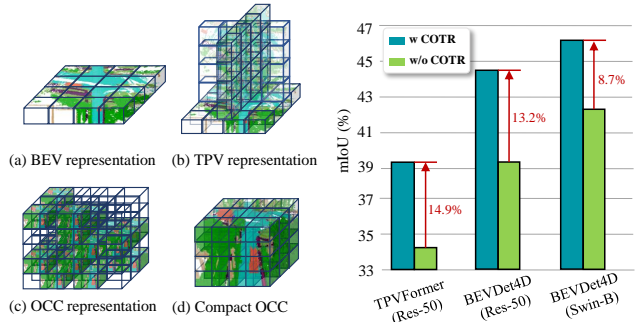 (a) BEV representation
(b) TPV representation
(c) OCC representation
(d) Compact OCC
mIoU (%)
47
45
43
41
39
37
35
33
w COTR
w/o COTR
14.9%
13.2%
8.7%
TPVFormer
(Res-50)
BEVDet4D
(Res-50)
BEVDet4D
(Swin-B)